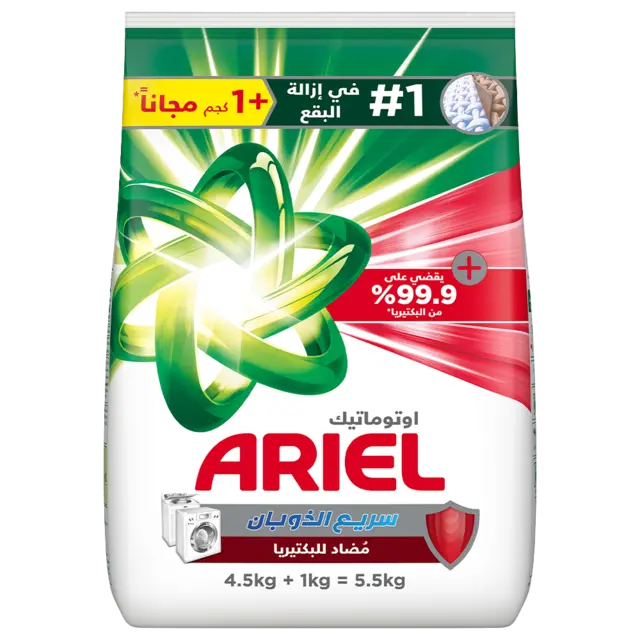 #1 في إزالة
البقع
+1 كجم مجاناً*
يقضي على
%99.9
من البكتيريا*
اوتوماتيك
ARIEL
سريع الذوبان
مُضاد للبكتيريا
4.5kg + 1kg = 5.5kg